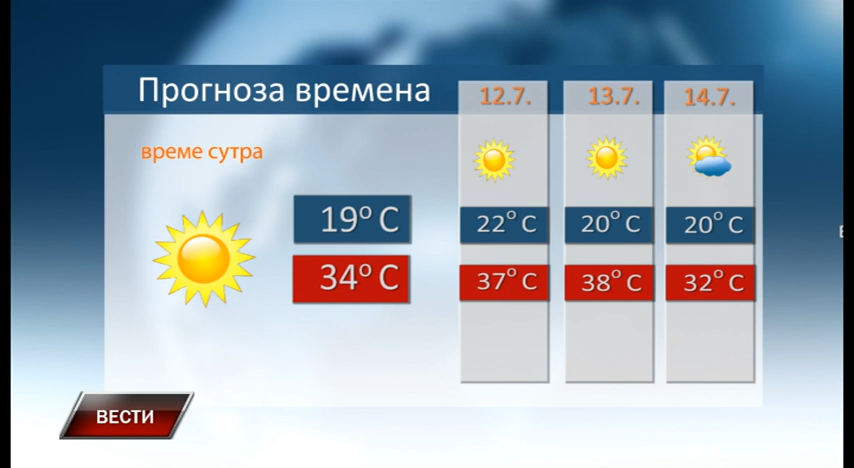 Прогноза времена
време сутра
19° C
34° C
12.7.
22° C
37° C
13.7.
20° C
38° C
14.7.
20° C
32° C
ВЕСТИ